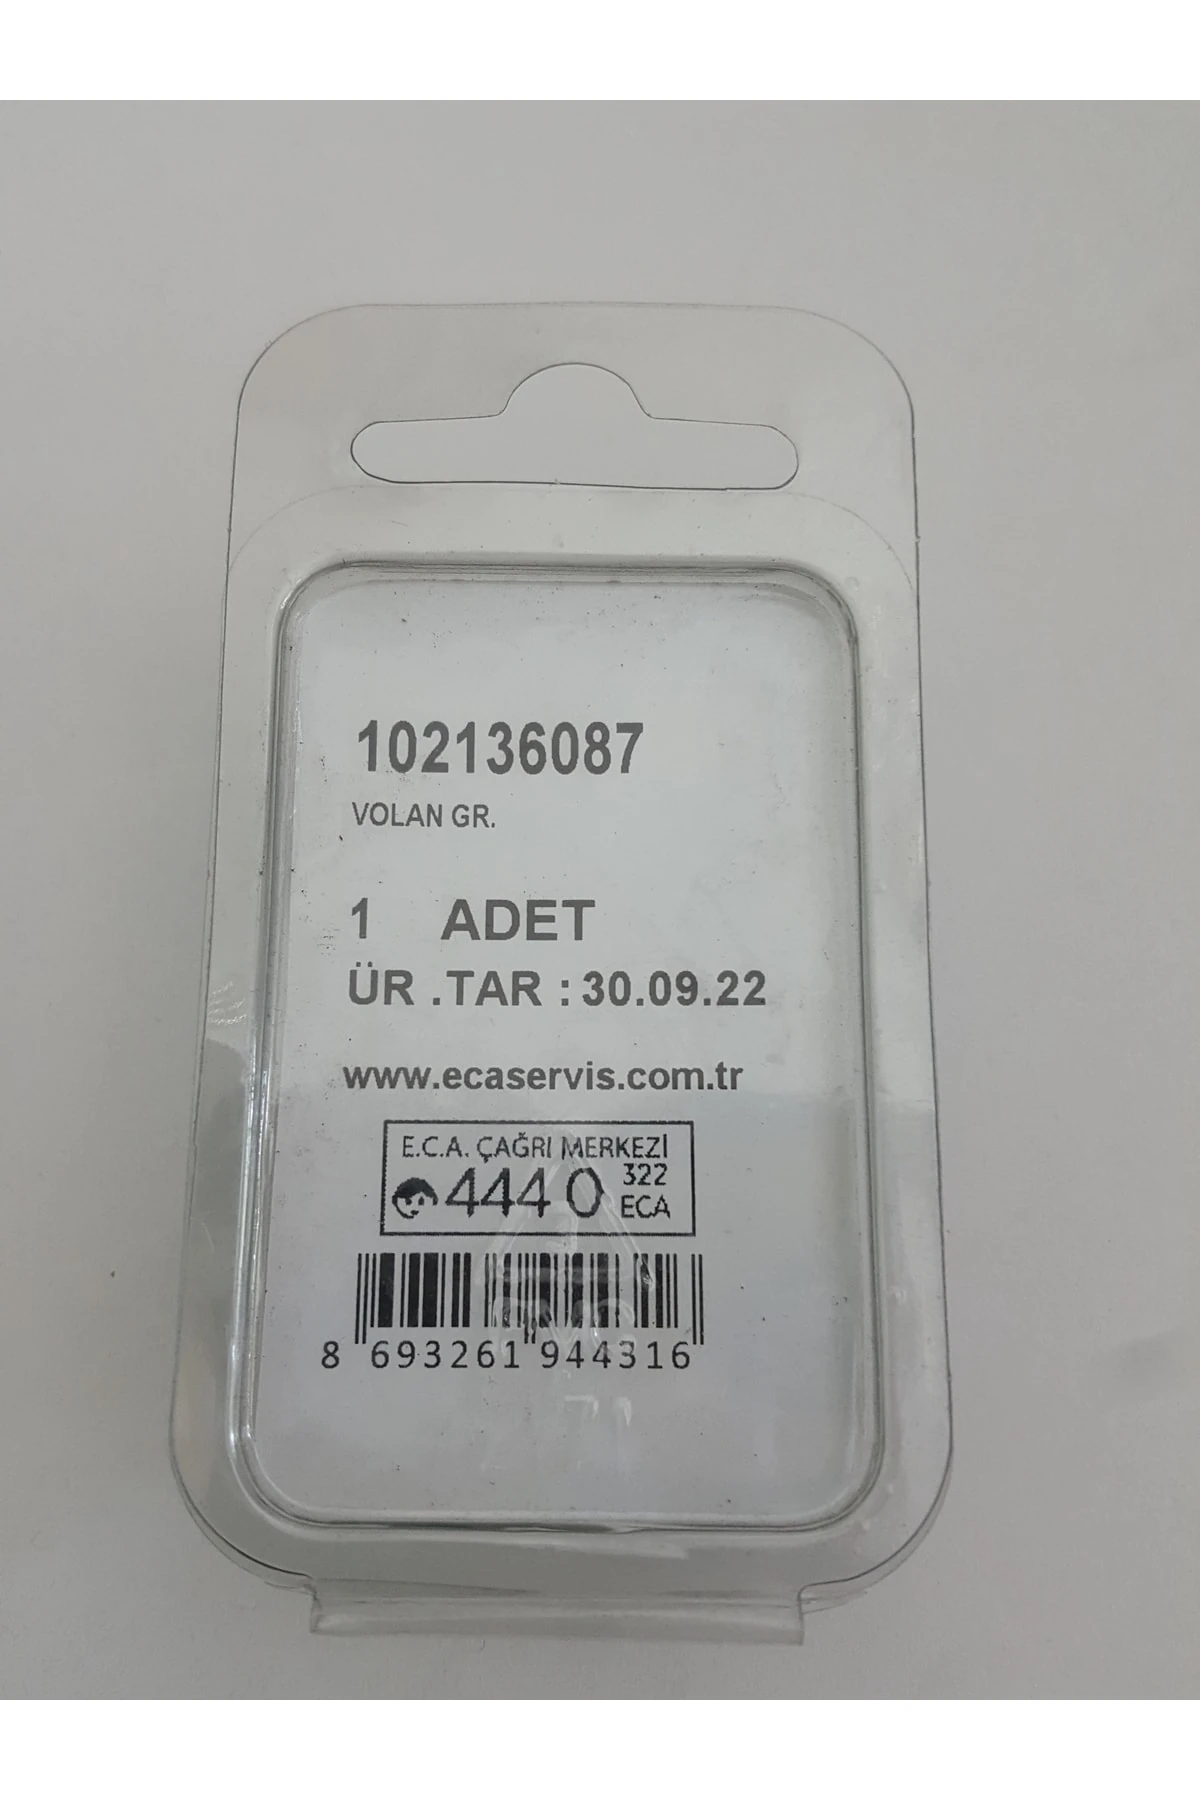 102136087
VOLAN GR.
1 ADET
ÜR .TAR : 30.09.22
www.ecaservis.com.tr
E.C.A. ÇAĞRI MERKEZİ
444 0 322 ECA
8 693261 944316